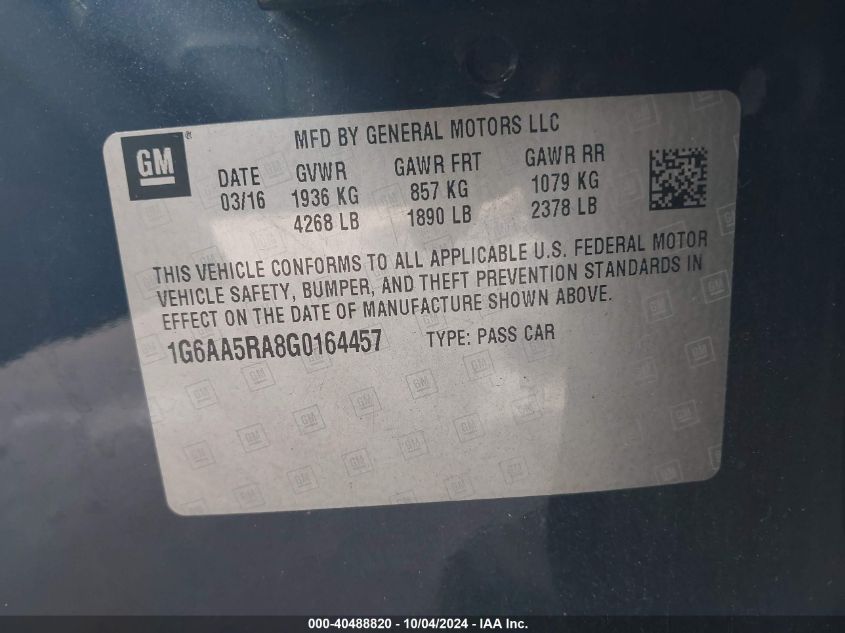 MFD BY GENERAL MOTORS LLC
GM®
DATE GVWR GAWR FRT GAWR RR
03/16 1936 KG 857 KG 1079 KG
4268 LB 1890 LB 2378 LB
THIS VEHICLE CONFORMS TO ALL APPLICABLE U.S. FEDERAL MOTOR
VEHICLE SAFETY, BUMPER, AND THEFT PREVENTION STANDARDS IN
EFFECT ON THE DATE OF MANUFACTURE SHOWN ABOVE.
1G6AA5RA8G0164457 TYPE: PASS CAR
000-40488820 - 10/04/2024 - IAA Inc.